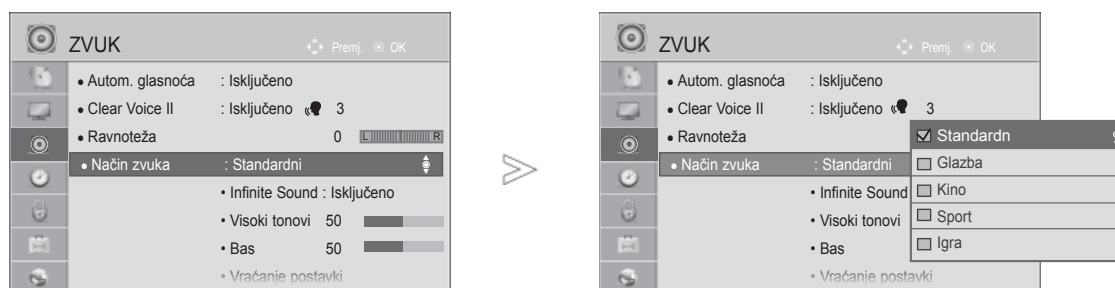 ZVUK
Premj. OK
• Autom. glasnoća : Isključeno
• Clear Voice II : Isključeno 3
• Ravnoteža 0 L R
• Način zvuka : Standardni
• Infinite Sound : Isključeno
• Visoki tonovi 50
• Bas 50
• Vraćanje postavki
ZVUK
Premj. OK
• Autom. glasnoća : Isključeno
• Clear Voice II : Isključeno 3
• Ravnoteža
• Način zvuka : Standardni
• Infinite Sound
• Visoki tonovi
• Bas
• Vraćanje postavki
Standardn
Glazba
Kino
Sport
Igra